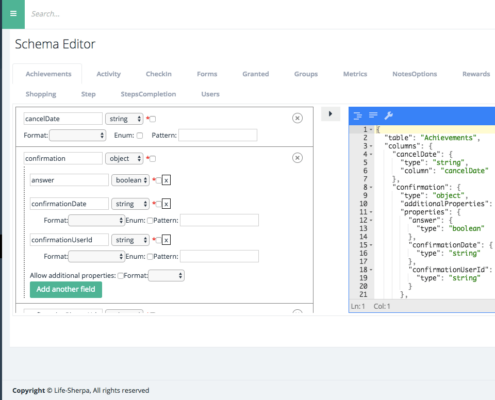 Search...
Schema Editor
Achievements Activity CheckIn Forms Granted Groups Metrics NotesOptions Rewards
Shopping Step StepsCompletion Users
cancelDate string *
Format: Enum: Pattern:
confirmation object *
answer boolean * x
confirmationDate string * x
Format: Enum: Pattern:
confirmationUserId string * x
Format: Enum: Pattern:
Allow additional properties: Format:
Add another field
1 {
2 "table": "Achievements",
3 "columns": {
4 "cancelDate": {
5 "type": "string",
6 "column": "cancelDate"
7 },
8 "confirmation": {
9 "type": "object",
10 "additionalProperties":
11 "properties": {
12 "answer": {
13 "type": "boolean"
14 },
15 "confirmationDate": {
16 "type": "string"
17 },
18 "confirmationUserId":
19 "type": "string"
20 }
21 },
Ln: 1 Col: 1
Copyright © Life-Sherpa, All rights reserved